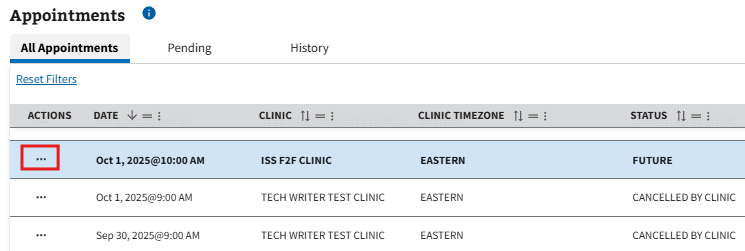 Appointments
All Appointments Pending History
Reset Filters
ACTIONS DATE CLINIC CLINIC TIMEZONE STATUS
... Oct 1, 2025@10:00 AM ISS F2F CLINIC EASTERN FUTURE
... Oct 1, 2025@9:00 AM TECH WRITER TEST CLINIC EASTERN CANCELLED BY CLINIC
... Sep 30, 2025@9:00 AM TECH WRITER TEST CLINIC EASTERN CANCELLED BY CLINIC